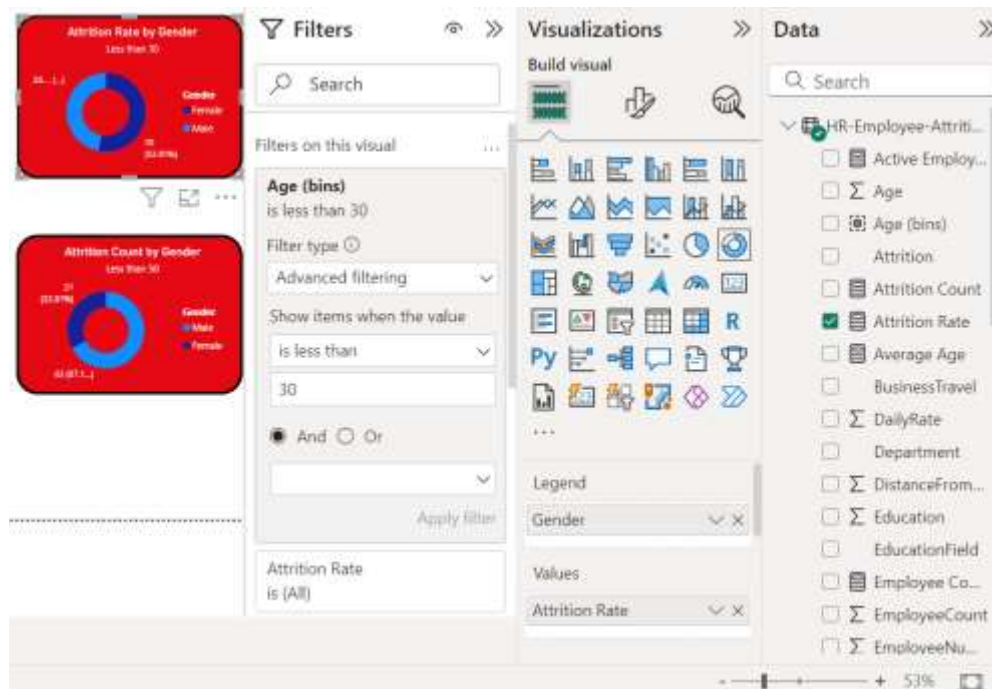 Attrition Rate by Gender
Less than 30
Gender
Female
Male
Attrition Count by Gender
Less than 30
Gender
Male
Female
Filters
Search
Filters on this visual
Age (bins)
is less than 30
Filter type
Advanced filtering
Show items when the value
is less than
30
And Or
Apply filter
Attrition Rate
is (All)
Visualizations
Build visual
123
R
Py
Legend
Gender
Values
Attrition Rate
Data
Search
HR-Employee-Attriti...
Active Employ...
Age
Age (bins)
Attrition
Attrition Count
Attrition Rate
Average Age
BusinessTravel
DailyRate
Department
DistanceFrom...
Education
EducationField
Employee Co...
EmployeeCount
EmployeeNu...
53%